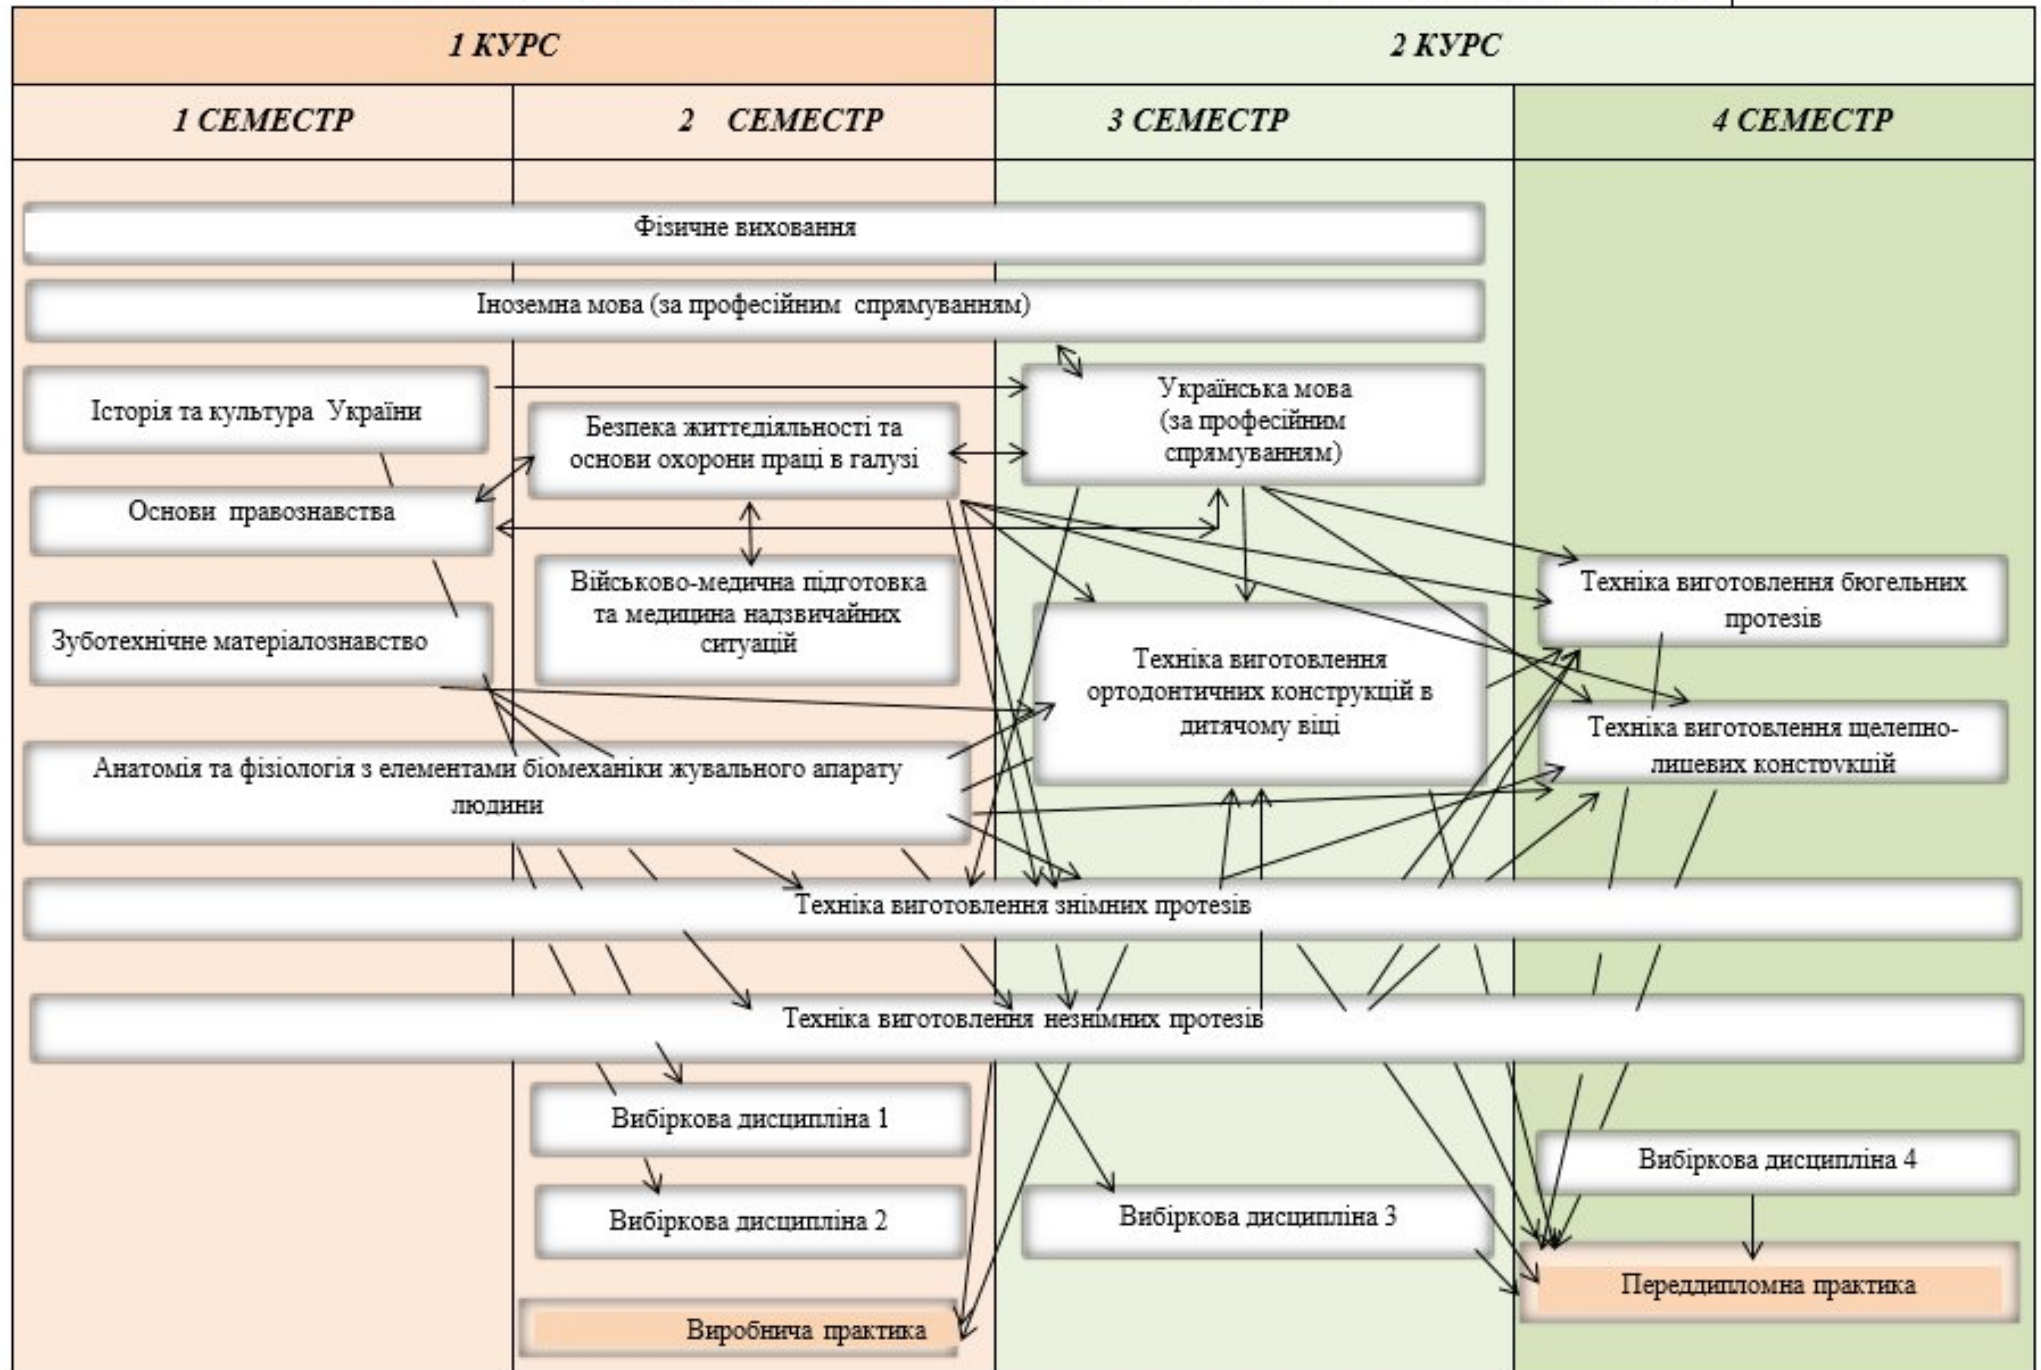 1 КУРС
2 КУРС
1 СЕМЕСТР
2 СЕМЕСТР
3 СЕМЕСТР
4 СЕМЕСТР
Фізичне виховання
Іноземна мова (за професійним спрямуванням)
Історія та культура України
Українська мова
(за професійним
спрямуванням)
Безпека життєдіяльності та
основи охорони праці в галузі
Основи правознавства
Військово-медична підготовка
та медицина надзвичайних
ситуацій
Техніка виготовлення бюгельних
протезів
Зуботехнічне матеріалознавство
Техніка виготовлення
ортодонтичних конструкцій в
дитячому віці
Техніка виготовлення щелепно-
лицевих конструкцій
Анатомія та фізіологія з елементами біомеханіки жувального апарату
людини
Техніка виготовлення знімних протезів
Техніка виготовлення незнімних протезів
Вибіркова дисципліна 1
Вибіркова дисципліна 4
Вибіркова дисципліна 2
Вибіркова дисципліна 3
Переддипломна практика
Виробнича практика